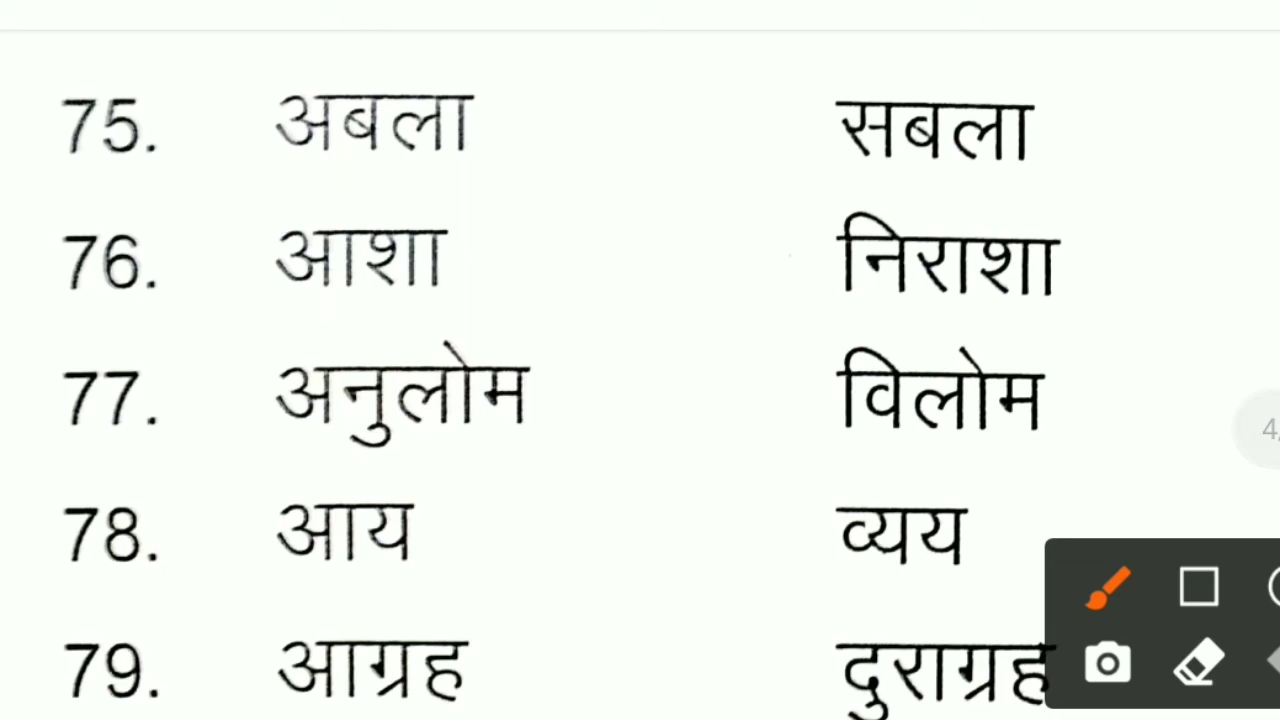 75. अबला सबला
76. आशा निराशा
77. अनुलोम विलोम
78. आय व्यय
79. आग्रह दुराग्रह